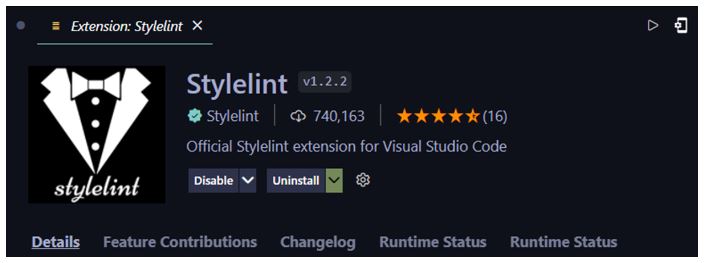 Extension: Stylelint
Stylelint v1.2.2
Stylelint 740,163 (16)
Official Stylelint extension for Visual Studio Code
stylelint
Disable Uninstall
Details Feature Contributions Changelog Runtime Status Runtime Status